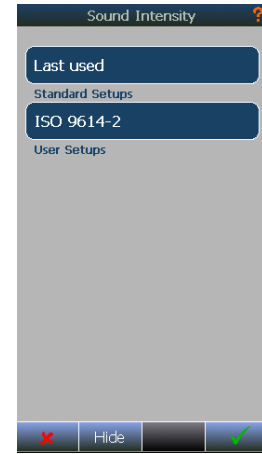 Sound Intensity ?
Last used
Standard Setups
ISO 9614-2
User Setups
Hide